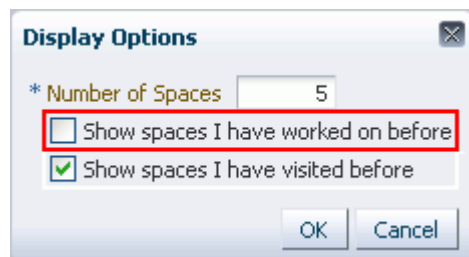 Display Options
* Number of Spaces 5
Show spaces I have worked on before
Show spaces I have visited before
OK Cancel